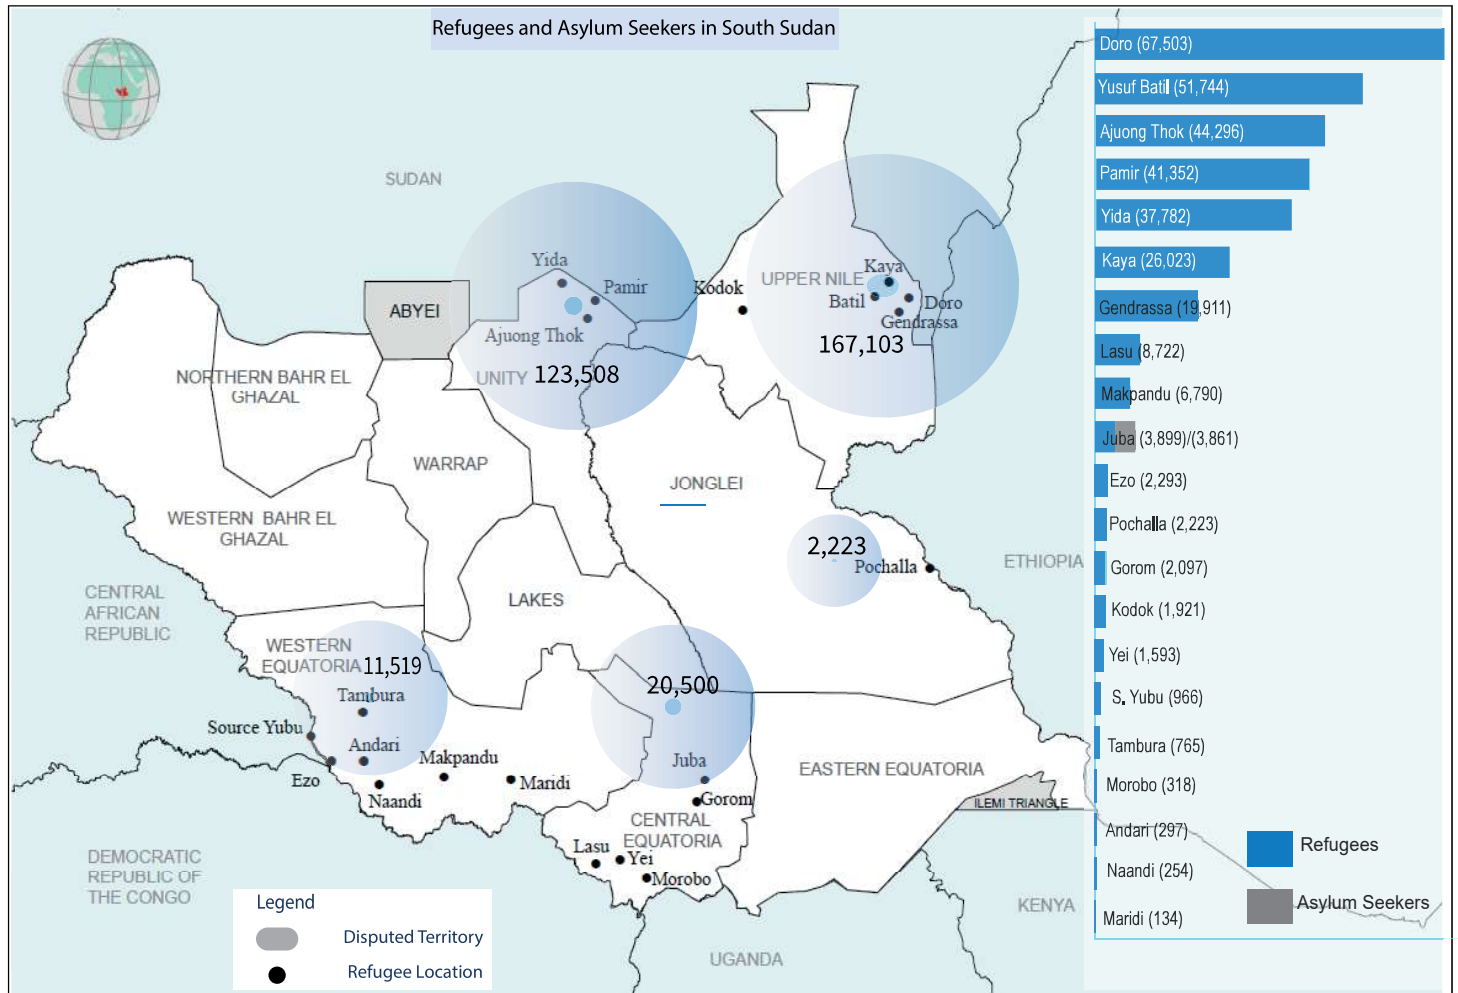 Refugees and Asylum Seekers in South Sudan
SUDAN
ABYEI
Yida
Pamir
Ajuong Thok
UNITY 123,508
Kodok
UPPER NILE
Kaya
Batil
Doro
Gendrassa
167,103
NORTHERN BAHR EL
GHAZAL
WARRAP
JONGLEI
WESTERN BAHR EL
GHAZAL
2,223
Pochalla
ETHIOPIA
CENTRAL
AFRICAN
REPUBLIC
LAKES
WESTERN
EQUATORIA 11,519
Tambura
20,500
Source Yubu
Andari
Ezo
Makpandu
Naandi
Maridi
Juba
Gorom
EASTERN EQUATORIA
ILEMI TRIANGLE
CENTRAL
EQUATORIA
Lasu
Yei
Morobo
DEMOCRATIC
REPUBLIC OF
THE CONGO
KENYA
UGANDA
Legend
Disputed Territory
Refugee Location
Doro (67,503)
Yusuf Batil (51,744)
Ajuong Thok (44,296)
Pamir (41,352)
Yida (37,782)
Kaya (26,023)
Gendrassa (19,911)
Lasu (8,722)
Makpandu (6,790)
Juba (3,899)/(3,861)
Ezo (2,293)
Pochalla (2,223)
Gorom (2,097)
Kodok (1,921)
Yei (1,593)
S. Yubu (966)
Tambura (765)
Morobo (318)
Andari (297)
Naandi (254)
Maridi (134)
Refugees
Asylum Seekers